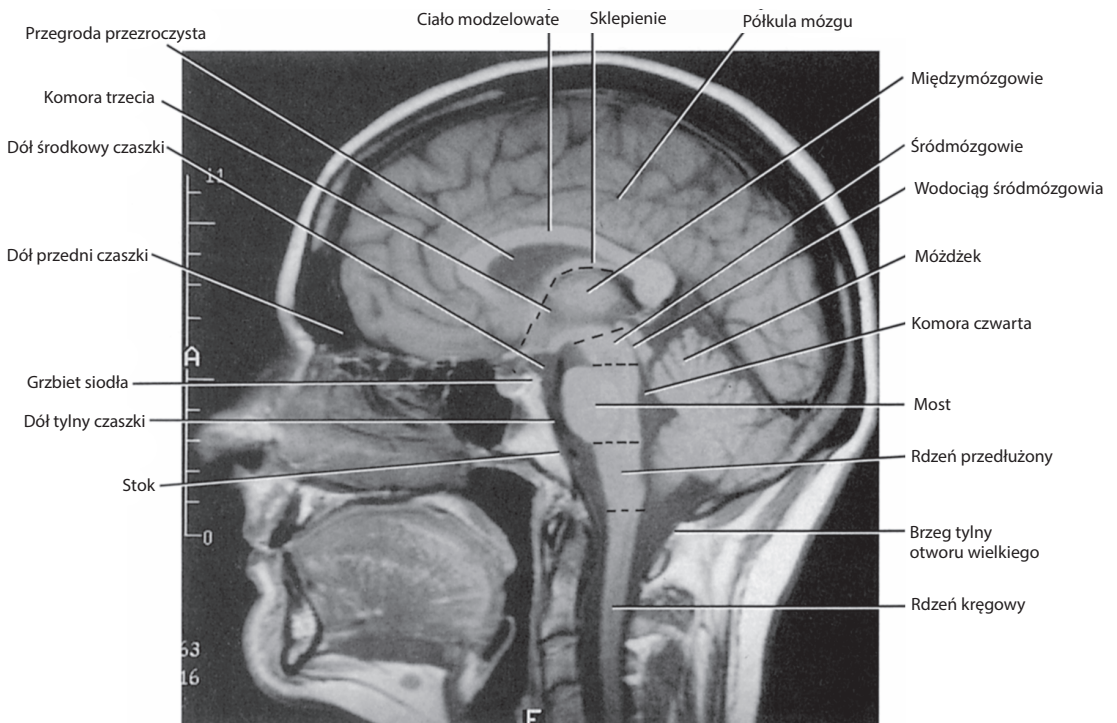 Ciało modzelowate
Sklepienie
Półkula mózgu
Przegroda przezroczysta
Komora trzecia
Dół środkowy czaszki
Dół przedni czaszki
Grzbiet siodła
Dół tylny czaszki
Stok
Międzymózgowie
Śródmózgowie
Wodociąg śródmózgowia
Móżdżek
Komora czwarta
Most
Rdzeń przedłużony
Brzeg tylny
otworu wielkiego
Rdzeń kręgowy
11
A
0
63
16